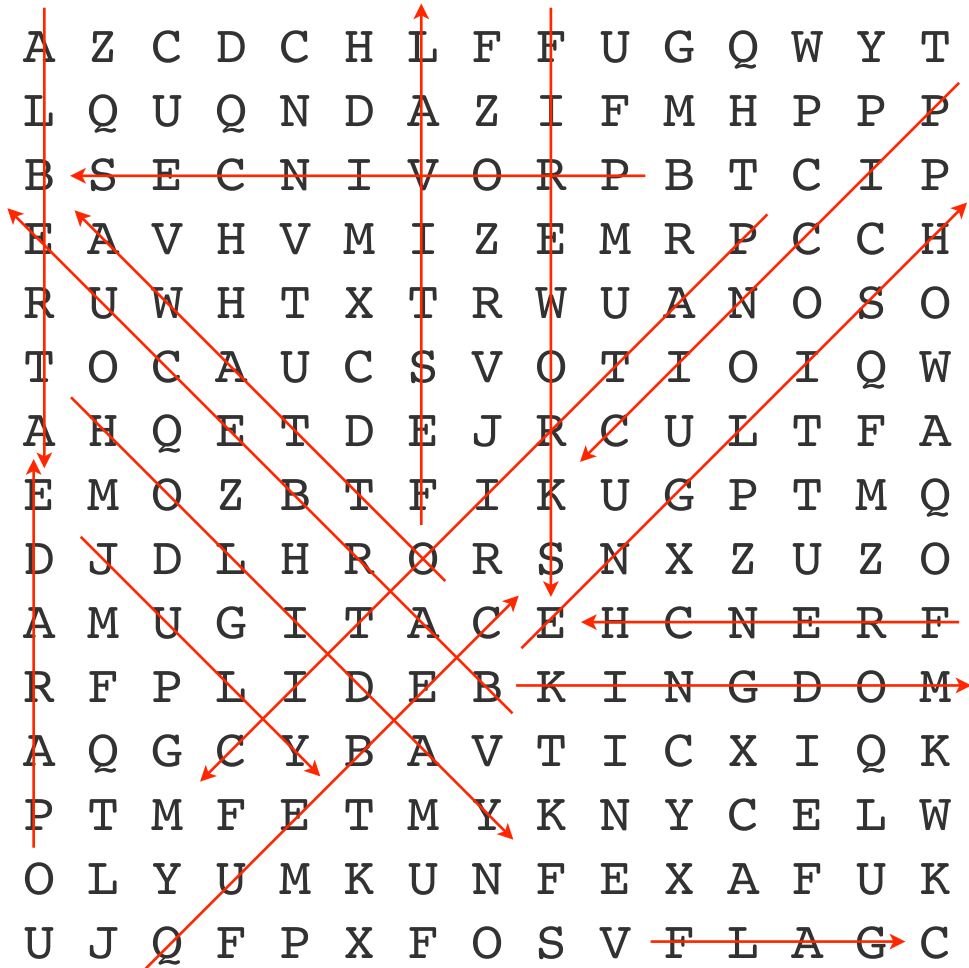 A Z C D C H L F F U G Q W Y T
L Q U Q N D A Z I F M H P P P
B S E C N I V O R P B T C I P
E A V H V M I Z E M R P C C H
R U W H T X T R W U A N O S O
T O C A U C S V O T I O I Q W
A H Q E T D E J R C U L T F A
E M O Z B T F I K U G P T M Q
D J D L H R O R S N X Z U Z O
A M U G I T A C E H C N E R F
R F P L I D E B K I N G D O M
A Q G C Y B A V T I C X I Q K
P T M F E T M Y K N Y C E L W
O L Y U M K U N F E X A F U K
U J Q F P X F O S V F L A G C